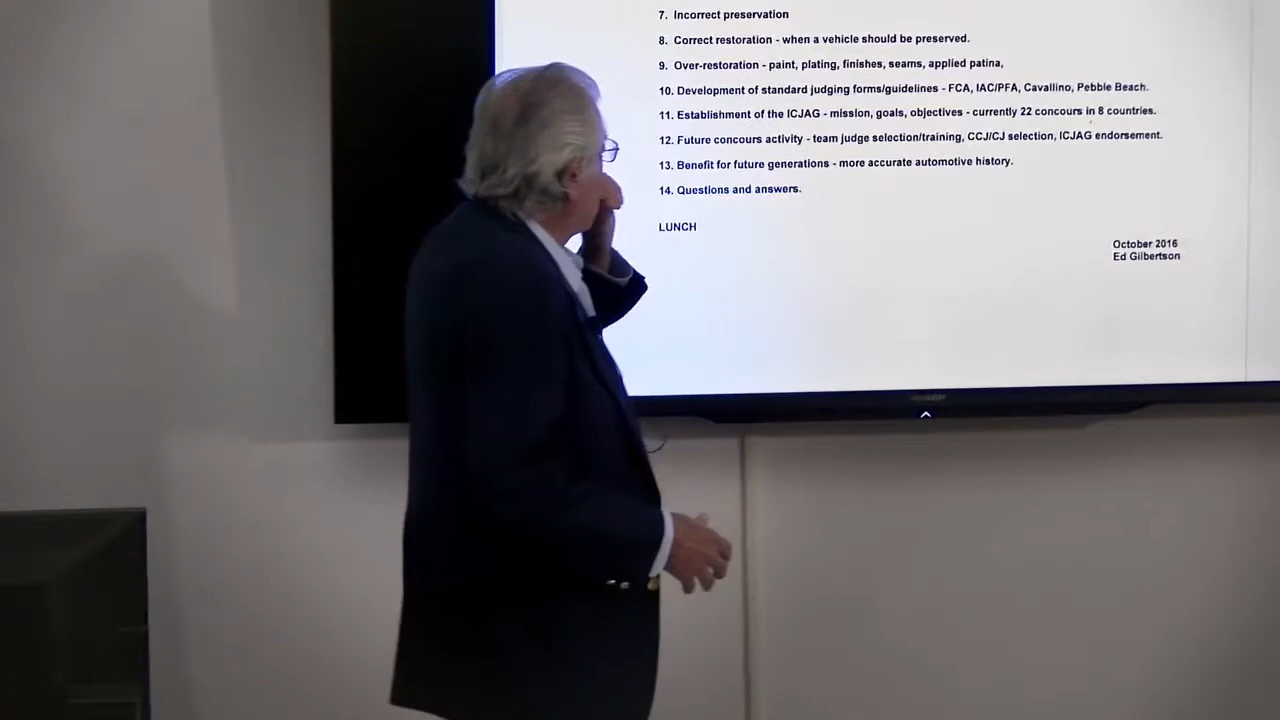 7. Incorrect preservation
8. Correct restoration - when a vehicle should be preserved.
9. Over-restoration - paint, plating, finishes, seams, applied patina,
10. Development of standard judging forms/guidelines - FCA, IAC/PFA, Cavallino, Pebble Beach.
11. Establishment of the ICJAG - mission, goals, objectives - currently 22 concours in 8 countries.
12. Future concours activity - team judge selection/training, CCJ/CJ selection, ICJAG endorsement.
13. Benefit for future generations - more accurate automotive history.
14. Questions and answers.
LUNCH
October 2016
Ed Gilbertson